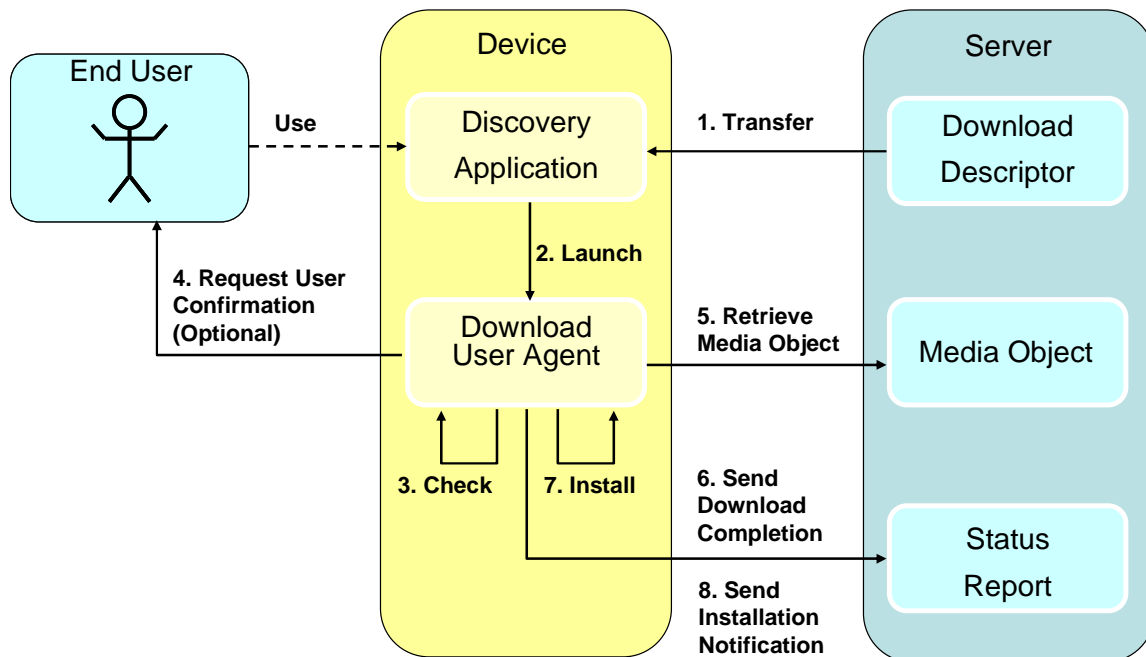 Device
Server
End User
Use
Discovery
Application
1. Transfer
Download
Descriptor
2. Launch
4. Request User
Confirmation
(Optional)
Download
User Agent
5. Retrieve
Media Object
Media Object
3. Check
7. Install
6. Send
Download
Completion
Status
Report
8. Send
Installation
Notification